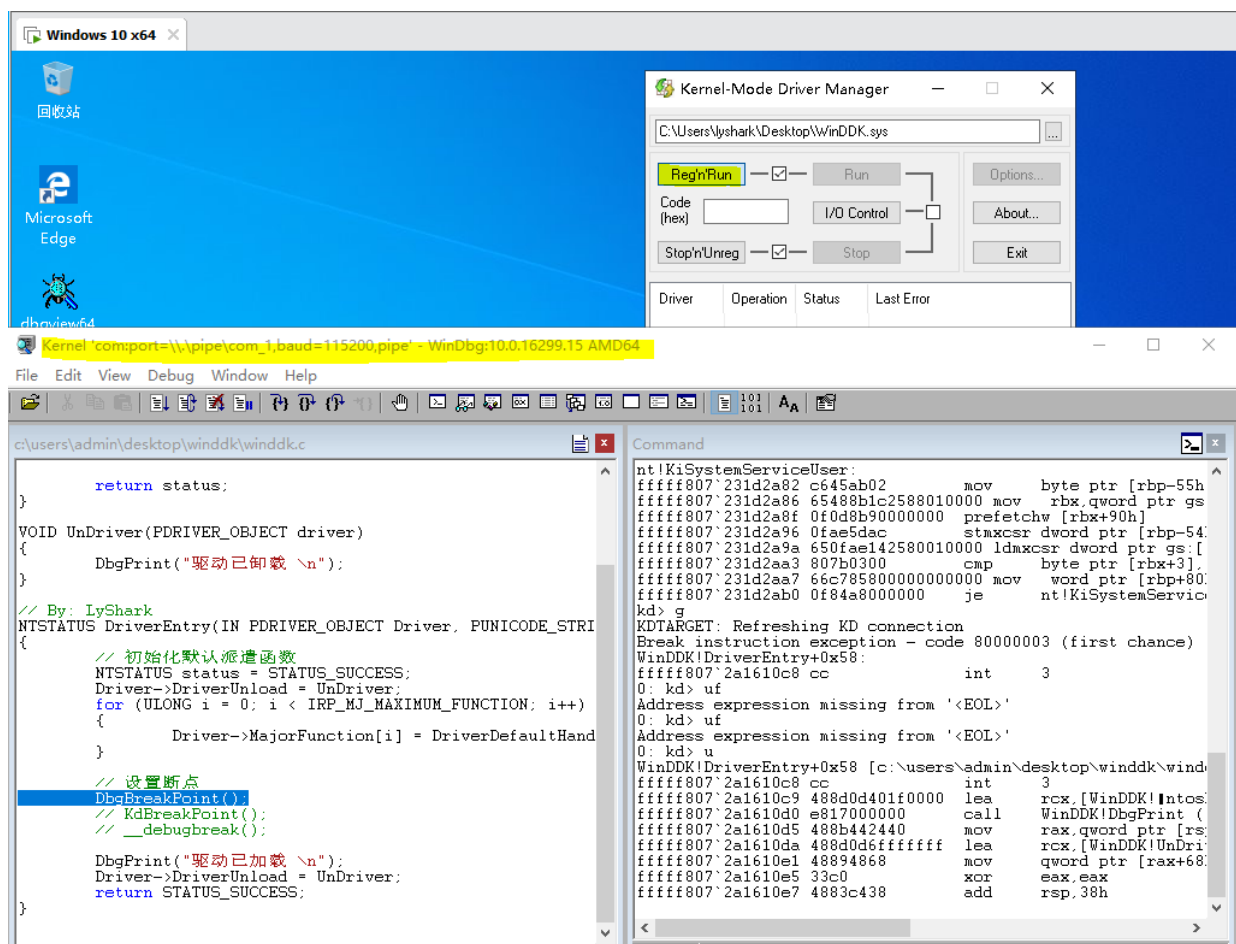 Windows 10 x64
回收站
Microsoft
Edge
dbgview64
Kernel-Mode Driver Manager
C:\Users\lyshark\Desktop\WinDDK.sys
...
Reg'n'Run
Run
Options...
Code
(hex)
I/O Control
About...
Stop'n'Unreg
Stop
Exit
Driver Operation Status Last Error
Kernel 'com:port=\\.\pipe\com_1,baud=115200,pipe' - WinDbg:10.0.16299.15 AMD64
File Edit View Debug Window Help
c:\users\admin\desktop\winddk\winddk.c
return status;
}
VOID UnDriver(PDRIVER_OBJECT driver)
{
DbgPrint("驱动已卸载 \n");
}
// By: LyShark
NTSTATUS DriverEntry(IN PDRIVER_OBJECT Driver, PUNICODE_STRI
{
// 初始化默认派遣函数
NTSTATUS status = STATUS_SUCCESS;
Driver->DriverUnload = UnDriver;
for (ULONG i = 0; i < IRP_MJ_MAXIMUM_FUNCTION; i++)
{
Driver->MajorFunction[i] = DriverDefaultHand
}
// 设置断点
DbgBreakPoint();
// KdBreakPoint();
// __debugbreak();
DbgPrint("驱动已加载 \n");
Driver->DriverUnload = UnDriver;
return STATUS_SUCCESS;
}
Command
nt!KiSystemServiceUser:
fffff807`231d2a82 c645ab02 mov byte ptr [rbp-55h
fffff807`231d2a86 65488b1c2588010000 mov rbx,qword ptr gs
fffff807`231d2a8f 0f0d8b90000000 prefetchw [rbx+90h]
fffff807`231d2a96 0fae5dac stmxcsr dword ptr [rbp-54
fffff807`231d2a9a 650fae142580010000 ldmxcsr dword ptr gs:[
fffff807`231d2aa3 807b0300 cmp byte ptr [rbx+3],
fffff807`231d2aa7 66c785800000000000 mov word ptr [rbp+80
fffff807`231d2ab0 0f84a8000000 je nt!KiSystemServic
kd> g
KDTARGET: Refreshing KD connection
Break instruction exception - code 80000003 (first chance)
WinDDK!DriverEntry+0x58:
fffff807`2a1610c8 cc int 3
0: kd> uf
Address expression missing from '<EOL>'
0: kd> uf
Address expression missing from '<EOL>'
0: kd> u
WinDDK!DriverEntry+0x58 [c:\users\admin\desktop\winddk\wind
fffff807`2a1610c8 cc int 3
fffff807`2a1610c9 488d0d401f0000 lea rcx,[WinDDK! ntos
fffff807`2a1610d0 e817000000 call WinDDK!DbgPrint (
fffff807`2a1610d5 488b442440 mov rax,qword ptr [rs
fffff807`2a1610da 488d0d6fffffff lea rcx,[WinDDK!UnDri
fffff807`2a1610e1 48894868 mov qword ptr [rax+68
fffff807`2a1610e5 33c0 xor eax,eax
fffff807`2a1610e7 4883c438 add rsp,38h